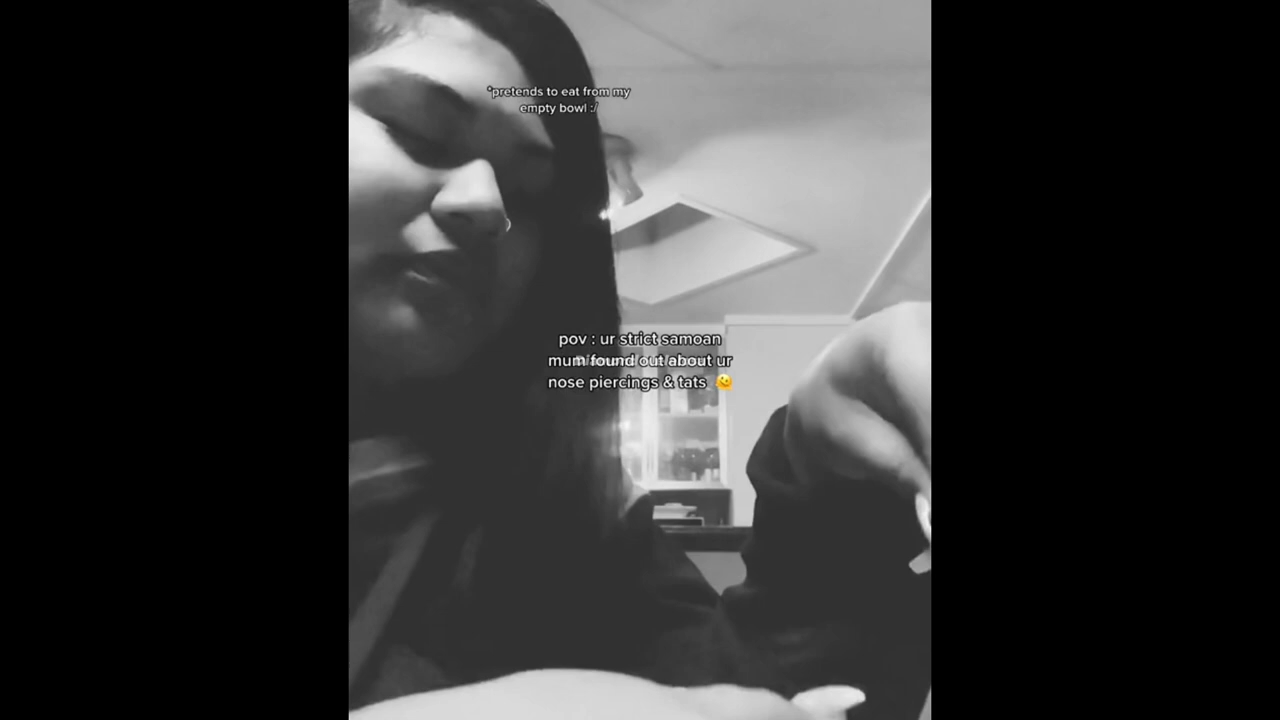 *pretends to eat from my
empty bowl :/
pov : ur strict samoan
mum found out about ur
nose piercings & tats 🫠